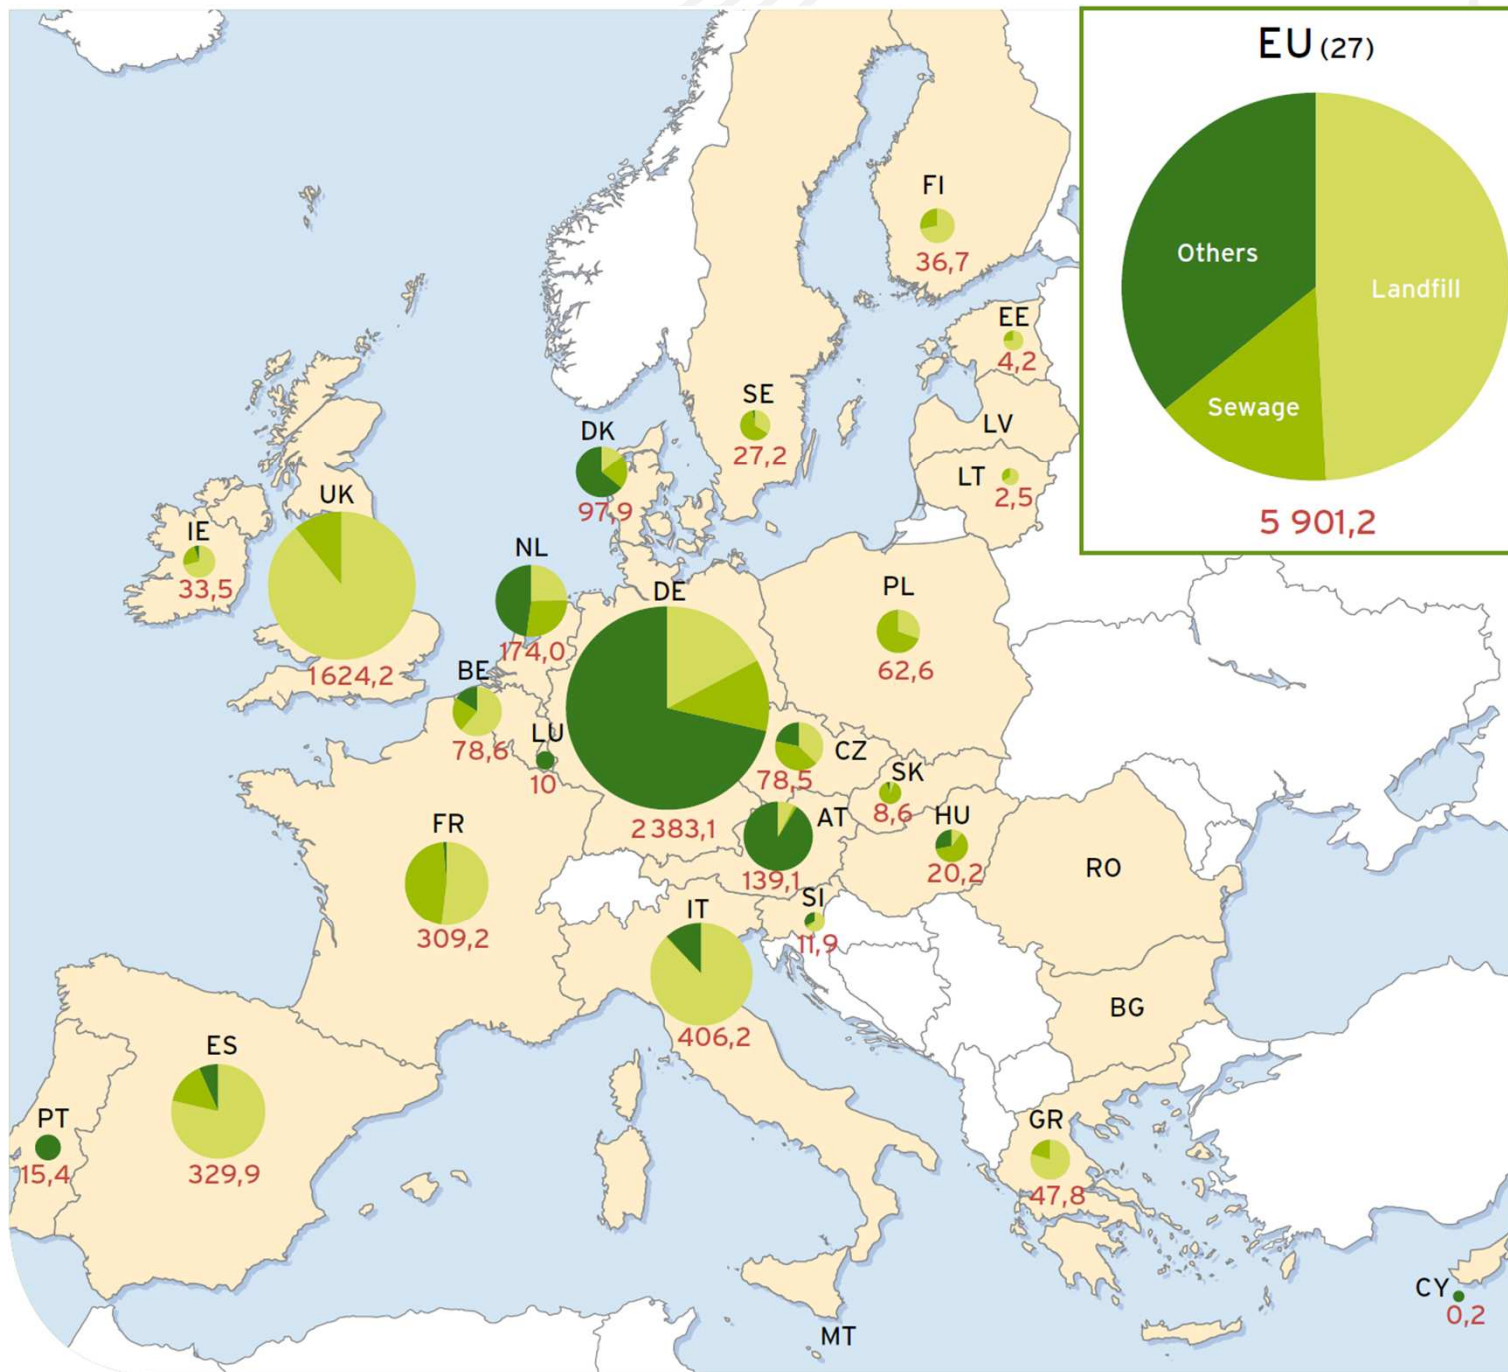 EU (27)
Others
Landfill
Sewage
5 901,2
FI
36,7
EE
4,2
SE
27,2
LV
DK
97,9
LT
2,5
UK
1 624,2
IE
33,5
NL
174,0
DE
2 383,1
PL
62,6
BE
78,6
LU
10
CZ
78,5
SK
8,6
AT
139,1
HU
20,2
FR
309,2
RO
SI
11,9
IT
406,2
BG
ES
329,9
PT
15,4
GR
47,8
CY
0,2
MT